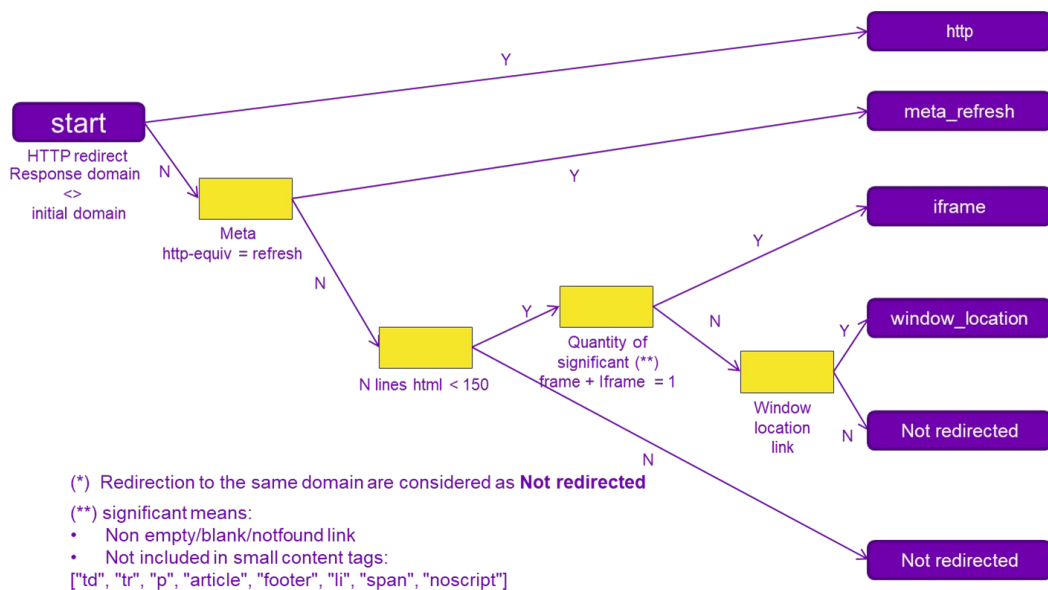 http
Y
meta_refresh
start
HTTP redirect
Response domain
<>
initial domain
N
Y
Meta
http-equiv = refresh
iframe
Y
N
Y
N
window_location
Y
Quantity of
significant (**)
frame + Iframe = 1
N lines html < 150
Window
location
link
N
Not redirected
N
(*) Redirection to the same domain are considered as Not redirected
(**) significant means:
• Non empty/blank/notfound link
• Not included in small content tags:
["td", "tr", "p", "article", "footer", "li", "span", "noscript"]
Not redirected